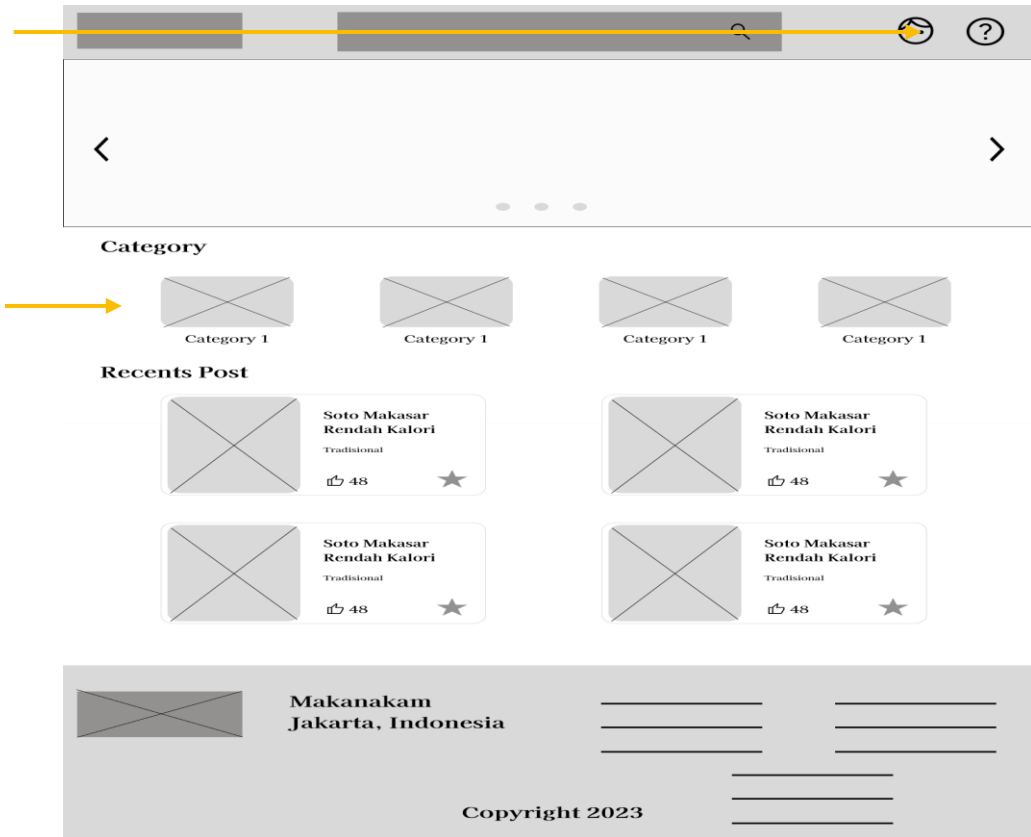 Category
Category 1
Category 1
Category 1
Category 1
Recents Post
Soto Makasar
Rendah Kalori
Tradisional
48
Soto Makasar
Rendah Kalori
Tradisional
48
Soto Makasar
Rendah Kalori
Tradisional
48
Soto Makasar
Rendah Kalori
Tradisional
48
Makanakam
Jakarta, Indonesia
Copyright 2023